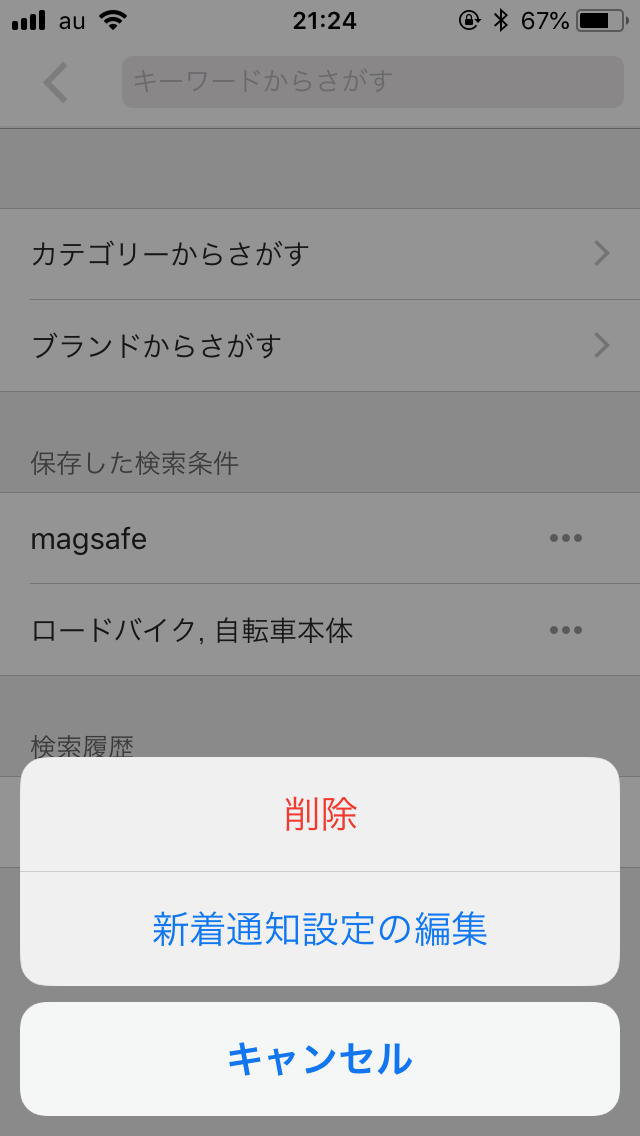 au 21:24 67%
キーワードからさがす
カテゴリーからさがす
ブランドからさがす
保存した検索条件
magsafe
ロードバイク, 自転車本体
検索履歴
削除
新着通知設定の編集
キャンセル